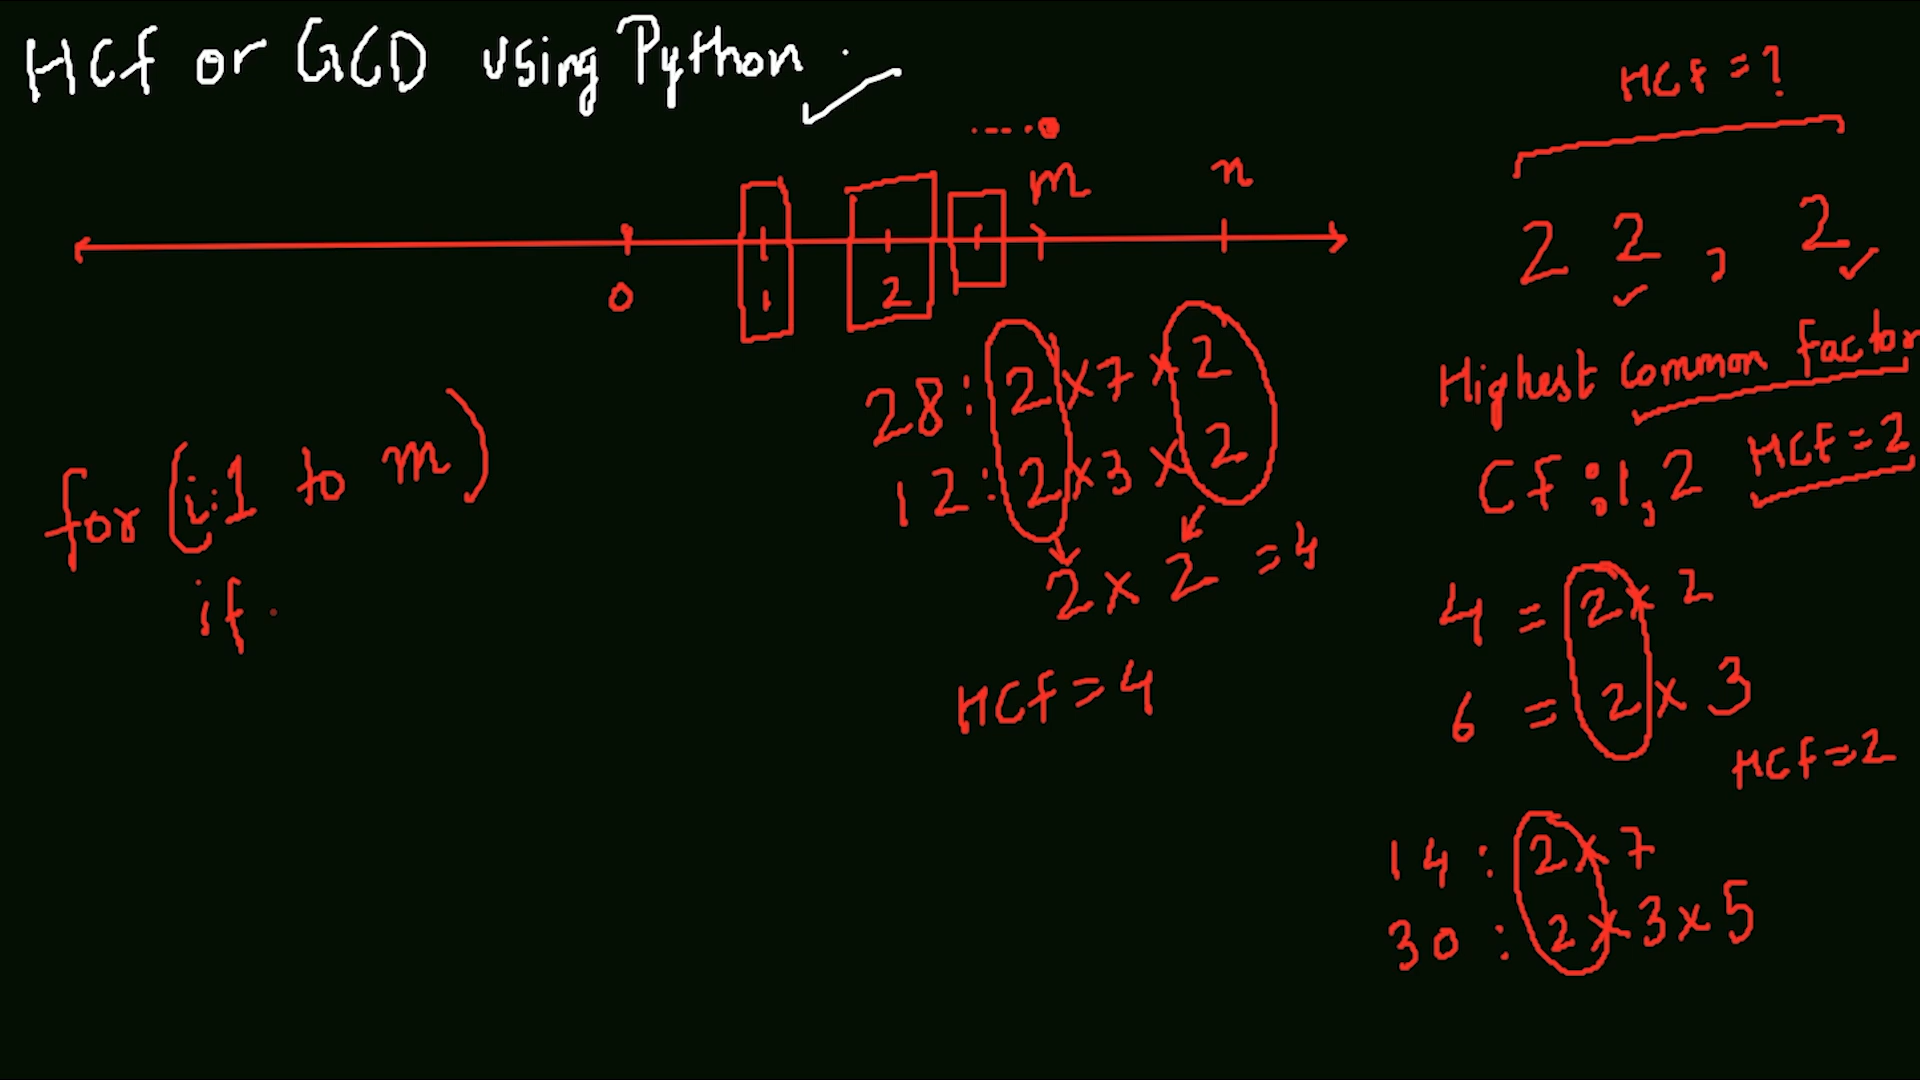 HCf or GCD using Python.
HCf = ?
m n
2 2 , 2
0 1 2
Highest Common factor
28 : 2 x 7 x 2
12 : 2 x 3 x 2
Cf : 1, 2 HCf = 2
for (i:1 to m)
2 x 2 = 4
if
4 = 2 x 2
6 = 2 x 3
HCf = 4
HCf = 2
14 : 2 x 7
30 : 2 x 3 x 5